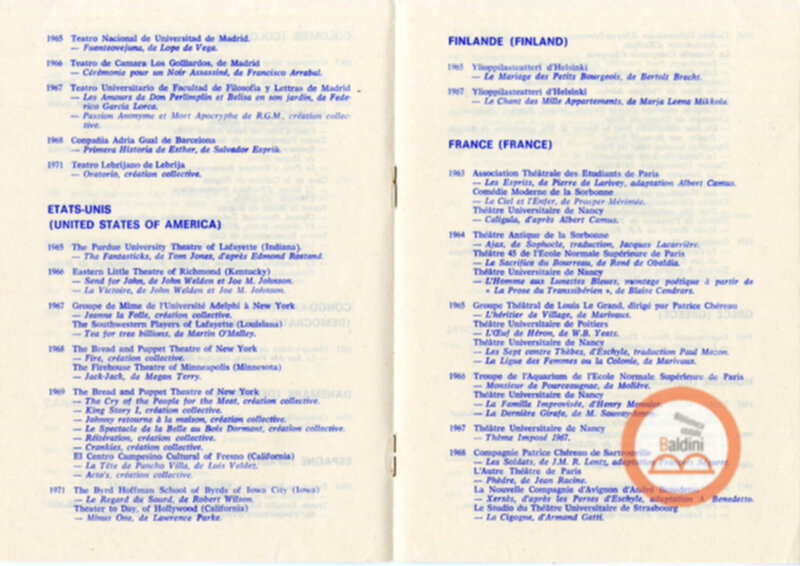 1965 Teatro Nacional de Universitad de Madrid.
— Fuenteovejuna, de Lope de Vega.
1966 Teatro de Camara Los Golliardos, de Madrid
— Cérémonie pour un Noir Assassiné, de Francisco Arrabal.
1967 Teatro Universitario de Facultad de Filosofia y Lettras de Madrid
— Les Amours de Don Perlimplin et Belisa en son jardin, de Fede-
rico Garcia Lorca.
— Passion Anonyme et Mort Apocryphe de R.G.M., création collec-
tive.
1968 Compañia Adria Gual de Barcelona
— Primera Historia de Esther, de Salvador Espriù.
1971 Teatro Lebrijano de Lebrija
— Oratorio, création collective.
ETATS-UNIS
(UNITED STATES OF AMERICA)
1965 The Purdue University Theatre of Lafayette (Indiana).
— The Fantasticks, de Tom Jones, d'après Edmond Rostand.
1966 Eastern Little Theatre of Richmond (Kentucky)
— Send for John, de John Welden et Joe M. Johnson.
— La Victoire, de John Welden et Joe M. Johnson.
1967 Groupe de Mime de l'Université Adelphi à New York
— Jeanne la Folle, création collective.
The Southwestern Players of Lafayette (Louisiana)
— Tea for tree billions, de Martin O'Malley.
1968 The Bread and Puppet Theatre of New York
— Fire, création collective.
The Firehouse Theatre of Minneapolis (Minnesota)
— Jack-Jack, de Megan Terry.
1969 The Bread and Puppet Theatre of New York
— The Cry of the People for the Meat, création collective.
— King Story I, création collective.
— Johnny retourne à la maison, création collective.
— Le Spectacle de la Belle au Bois Dormant, création collective.
— Réitération, création collective.
— Crankies, création collective.
El Centro Campesino Cultural of Fresno (California)
— La Tête de Pancho Villa, de Luis Valdez.
— Acto's, création collective.
1971 The Byrd Hoffman School of Byrds of Iowa City (Iowa)
— Le Regard du Sourd, de Robert Wilson.
Theater to Day, of Hollywood (California)
— Minus One, de Lawrence Parke.
FINLANDE (FINLAND)
1965 Ylioppilasteatteri d'Helsinki
— Le Mariage des Petits Bourgeois, de Bertolt Brecht.
1967 Ylioppilasteatteri d'Helsinki
— Le Chant des Mille Appartements, de Marja Leena Mikkola.
FRANCE (FRANCE)
1963 Association Théâtrale des Etudiants de Paris
— Les Esprits, de Pierre de Larivey, adaptation Albert Camus.
Comédie Moderne de la Sorbonne
— Le Ciel et l'Enfer, de Prosper Mérimée.
Théâtre Universitaire de Nancy
— Caligula, d'après Albert Camus.
1964 Théâtre Antique de la Sorbonne
— Ajax, de Sophocle, traduction, Jacques Lacarrière.
Théâtre 45 de l'Ecole Normale Supérieure de Paris
— Le Sacrifice du Bourreau, de René de Obaldia.
Théâtre Universitaire de Nancy
— L'Homme aux Lunettes Bleues, montage poétique à partir de
« La Prose du Transsibérien », de Blaise Cendrars.
1965 Groupe Théâtral de Louis Le Grand, dirigé par Patrice Chéreau
— L'héritier de Village, de Marivaux.
Théâtre Universitaire de Poitiers
— L'Œuf de Héron, de W.B. Yeats.
Théâtre Universitaire de Nancy
— Les Sept contre Thèbes, d'Eschyle, traduction Paul Mazon.
— La Ligue des Femmes ou la Colonie, de Marivaux.
1966 Troupe de l'Aquarium de l'Ecole Normale Supérieure de Paris
— Monsieur de Pourceaugnac, de Molière.
Théâtre Universitaire de Nancy
— La Famille Improvisée, d'Henry Monnier.
— La Dernière Girafe, de M.
1967 Théâtre Universitaire de Nancy
— Thème Imposé 1967.
1968 Compagnie Patrice Chéreau de Sartrouville
— Les Soldats, de J.M.R. Lentz, adaptation François
L'Autre Théâtre de Paris
— Phèdre, de Jean Racine.
La Nouvelle Compagnie d'Avignon d'André Benedetto
— Xerxès, d'après les Perses d'Eschyle, adaptation A. Benedetto.
Le Studio du Théâtre Universitaire de Strasbourg
— La Cigogne, d'Armand Gatti.
Biblioteca
statale
Baldini